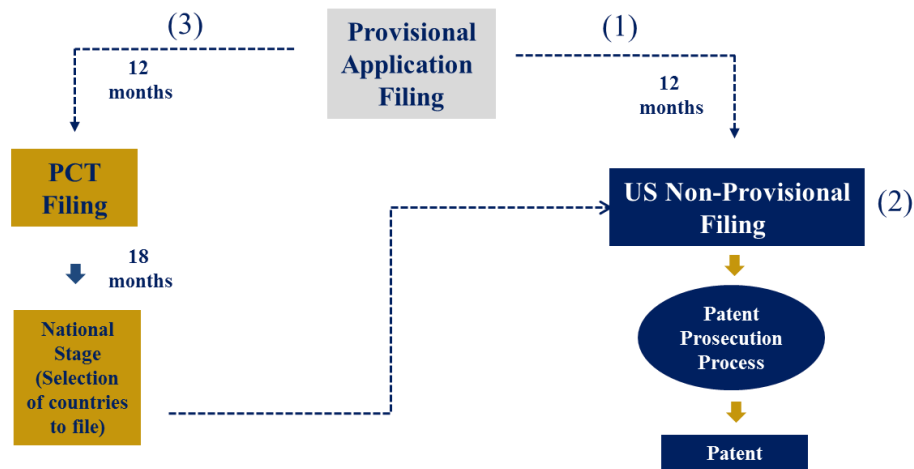 (3)
Provisional
Application
Filing
(1)
12
months
12
months
PCT
Filing
US Non-Provisional
Filing
(2)
18
months
National
Stage
(Selection
of countries
to file)
Patent
Prosecution
Process
Patent